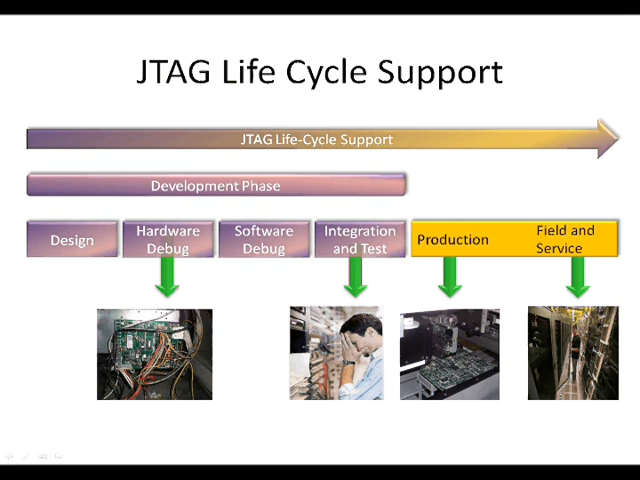 JTAG Life Cycle Support
JTAG Life-Cycle Support
Development Phase
Design
Hardware
Debug
Software
Debug
Integration
and Test
Production
Field and
Service